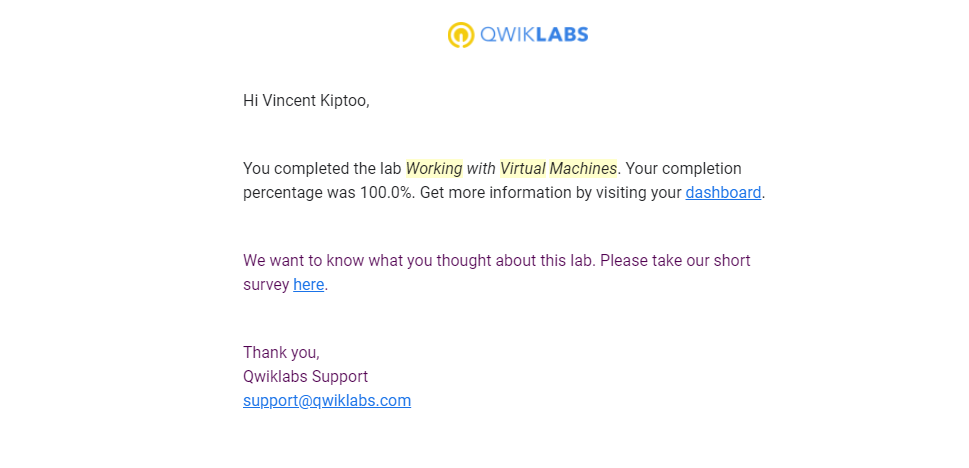 QWIKLABS
Hi Vincent Kiptoo,
You completed the lab Working with Virtual Machines. Your completion
percentage was 100.0%. Get more information by visiting your dashboard.
We want to know what you thought about this lab. Please take our short
survey here.
Thank you,
Qwiklabs Support
support@qwiklabs.com